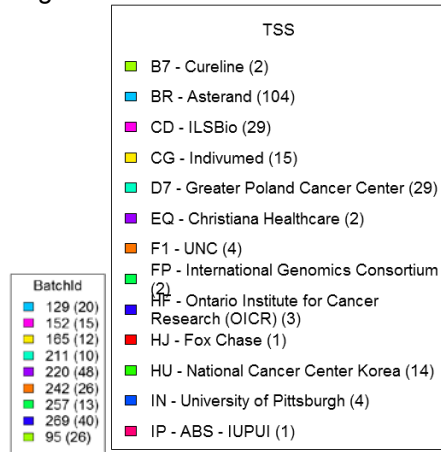 TSS
B7 - Cureline (2)
BR - Asterand (104)
CD - ILSBio (29)
CG - Indivumed (15)
D7 - Greater Poland Cancer Center (29)
EQ - Christiana Healthcare (2)
F1 - UNC (4)
FP - International Genomics Consortium
(2)
HF - Ontario Institute for Cancer
Research (OICR) (3)
HJ - Fox Chase (1)
HU - National Cancer Center Korea (14)
IN - University of Pittsburgh (4)
IP - ABS - IUPUI (1)
BatchId
129 (20)
152 (15)
165 (12)
211 (10)
220 (48)
242 (26)
257 (13)
269 (40)
95 (26)